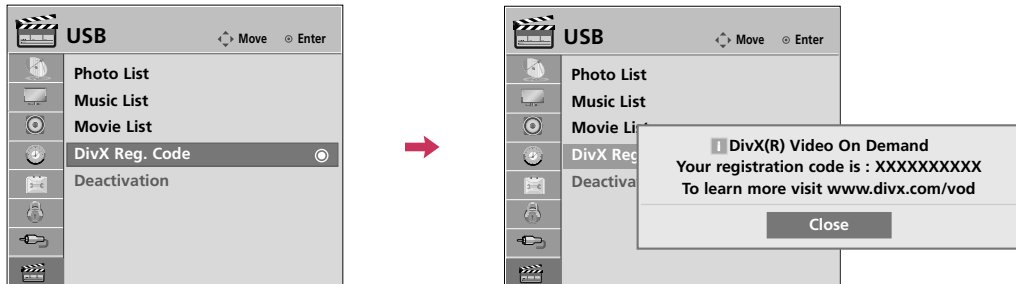 USB
Move
Enter
Photo List
Music List
Movie List
DivX Reg. Code
Deactivation
USB
Move
Enter
Photo List
Music List
Movie Li
DivX Reg
Deactiva
i DivX(R) Video On Demand
Your registration code is : XXXXXXXXXX
To learn more visit www.divx.com/vod
Close